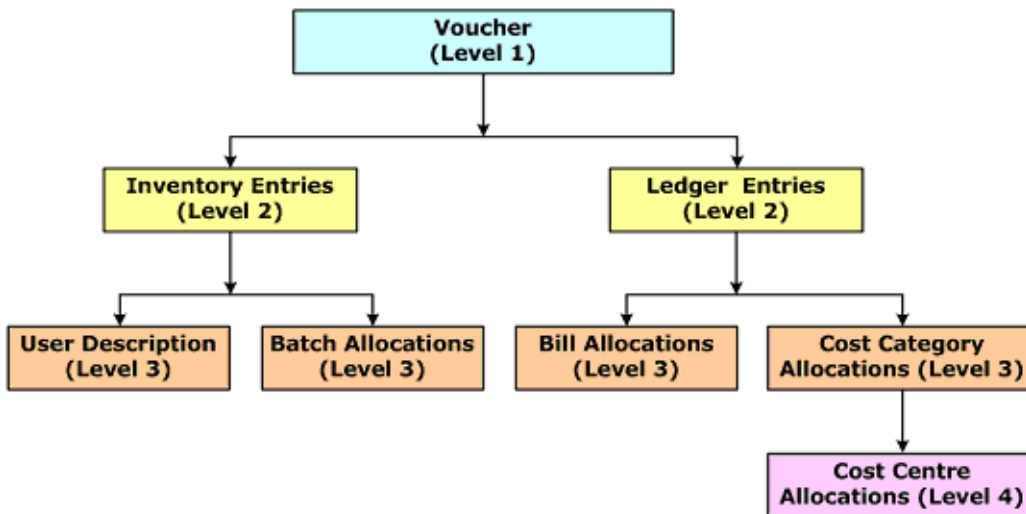 Voucher
(Level 1)
Inventory Entries
(Level 2)
Ledger Entries
(Level 2)
User Description
(Level 3)
Batch Allocations
(Level 3)
Bill Allocations
(Level 3)
Cost Category
Allocations (Level 3)
Cost Centre
Allocations (Level 4)